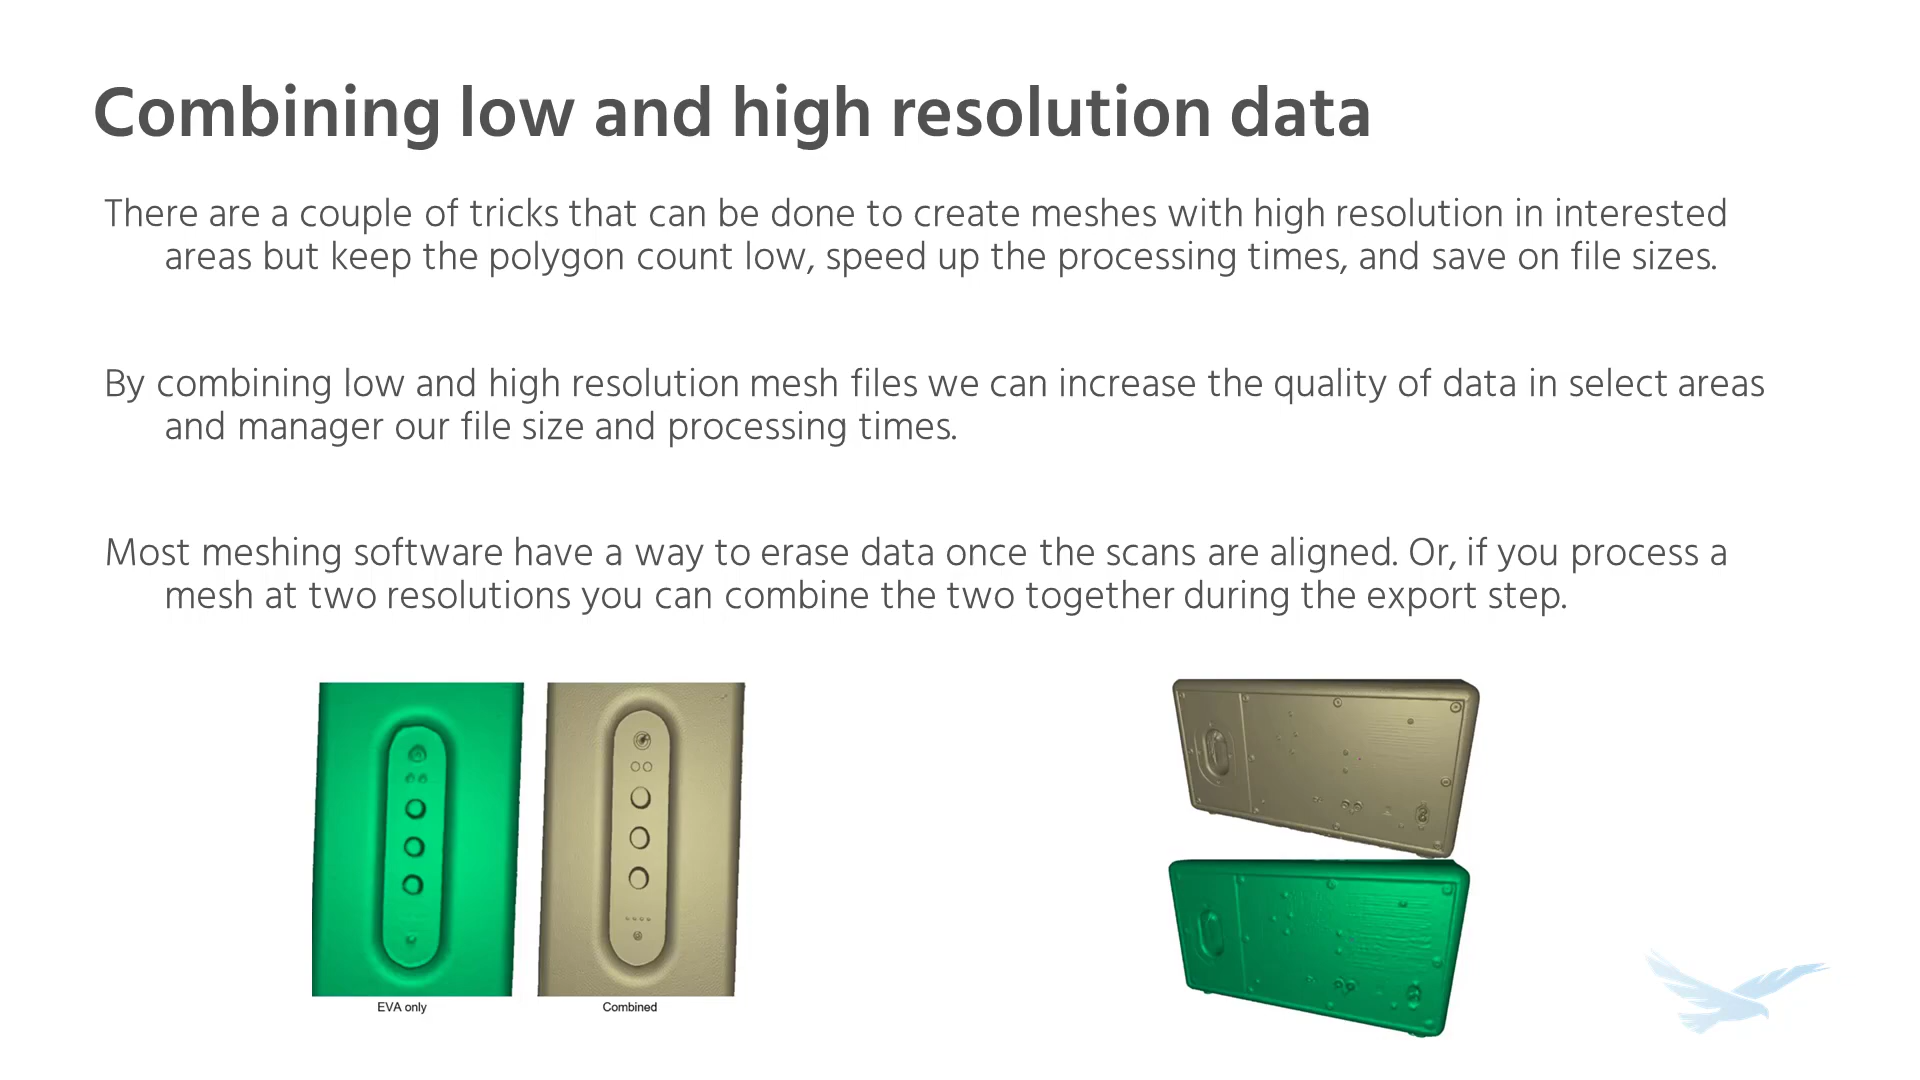 Combining low and high resolution data
There are a couple of tricks that can be done to create meshes with high resolution in interested
areas but keep the polygon count low, speed up the processing times, and save on file sizes.
By combining low and high resolution mesh files we can increase the quality of data in select areas
and manager our file size and processing times.
Most meshing software have a way to erase data once the scans are aligned. Or, if you process a
mesh at two resolutions you can combine the two together during the export step.
EVA only
Combined